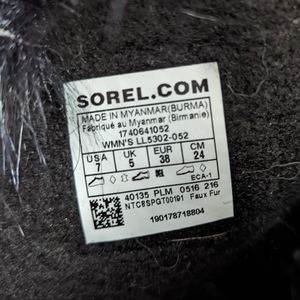 SOREL.COM
MADE IN MYANMAR(BURMA)
Fabriqué au Myanmar (Birmanie)
1740641052
WMN'S LL5302-052
USA UK EUR CM
7 5 38 24
ECA-1
40135 PLM 0516 216
NTC8SPGT00191 Faux Fur
190178718804